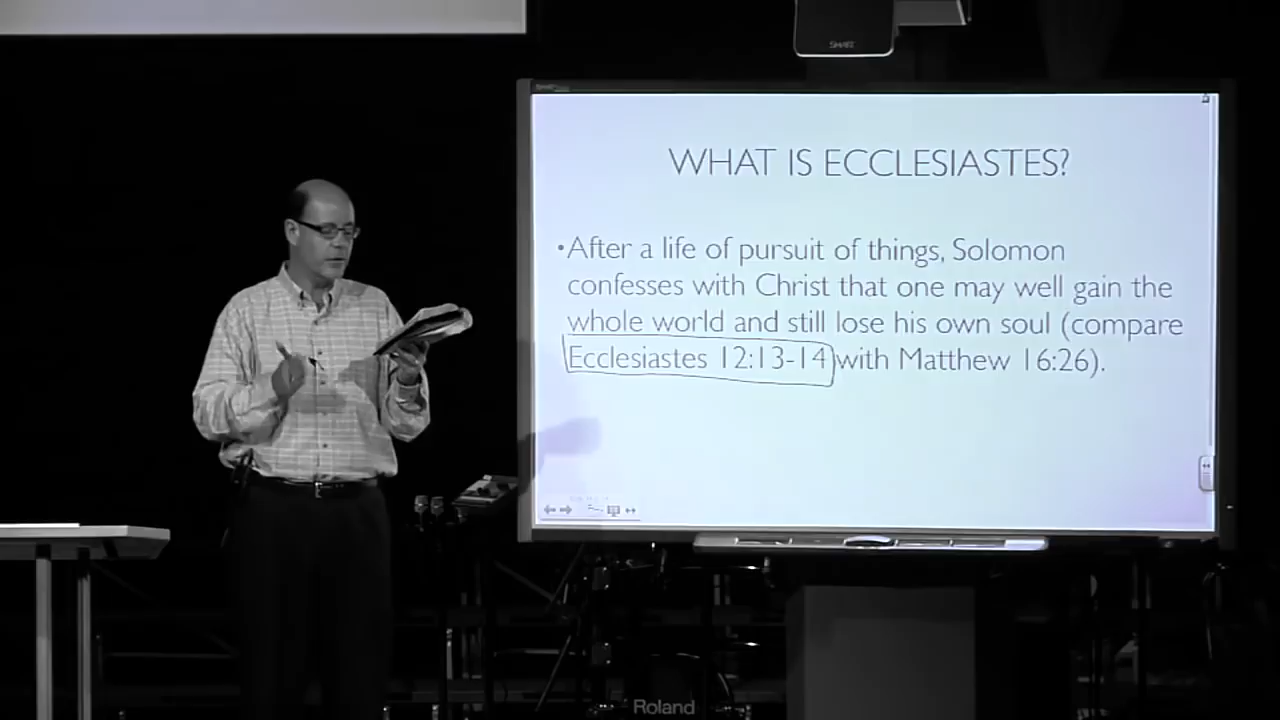 SMART
WHAT IS ECCLESIASTES?
•After a life of pursuit of things, Solomon
confesses with Christ that one may well gain the
whole world and still lose his own soul (compare
Ecclesiastes 12:13-14 with Matthew 16:26).
Roland